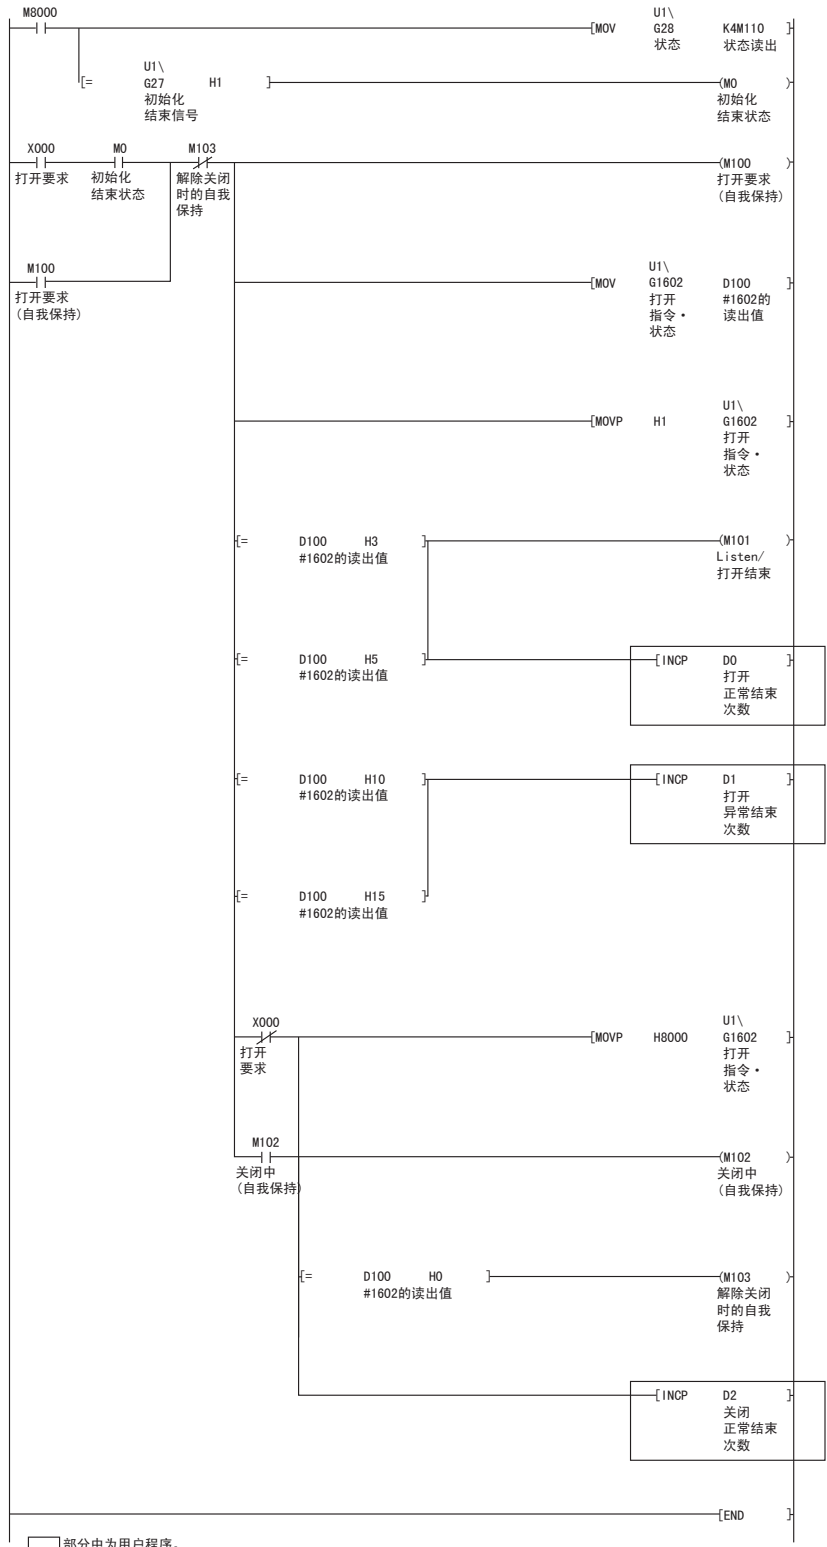 M8000
[MOV U1\ G28 K4M110 ]
状态 状态读出
[= U1\ G27 H1 ]
初始化
结束信号
(M0 )
初始化
结束状态
X000 M0 M103
打开要求
初始化
结束状态
解除关闭
时的自我
保持
(M100 )
打开要求
(自我保持)
M100
打开要求
(自我保持)
[MOV U1\ G1602 D100 ]
打开
指令·
状态
#1602的
读出值
[MOVP H1 U1\ G1602 ]
打开
指令·
状态
[= D100 H3 ]
#1602的读出值
(M101 )
Listen/
打开结束
[= D100 H5 ]
#1602的读出值
[INCP D0 ]
打开
正常结束
次数
[= D100 H10 ]
#1602的读出值
[INCP D1 ]
打开
异常结束
次数
[= D100 H15 ]
#1602的读出值
X000
打开
要求
[MOVP H8000 U1\ G1602 ]
打开
指令·
状态
M102
关闭中
(自我保持)
(M102 )
关闭中
(自我保持)
[= D100 H0 ]
#1602的读出值
(M103 )
解除关闭
时的自我
保持
[INCP D2 ]
关闭
正常结束
次数
[END ]
部分中为用户程序。